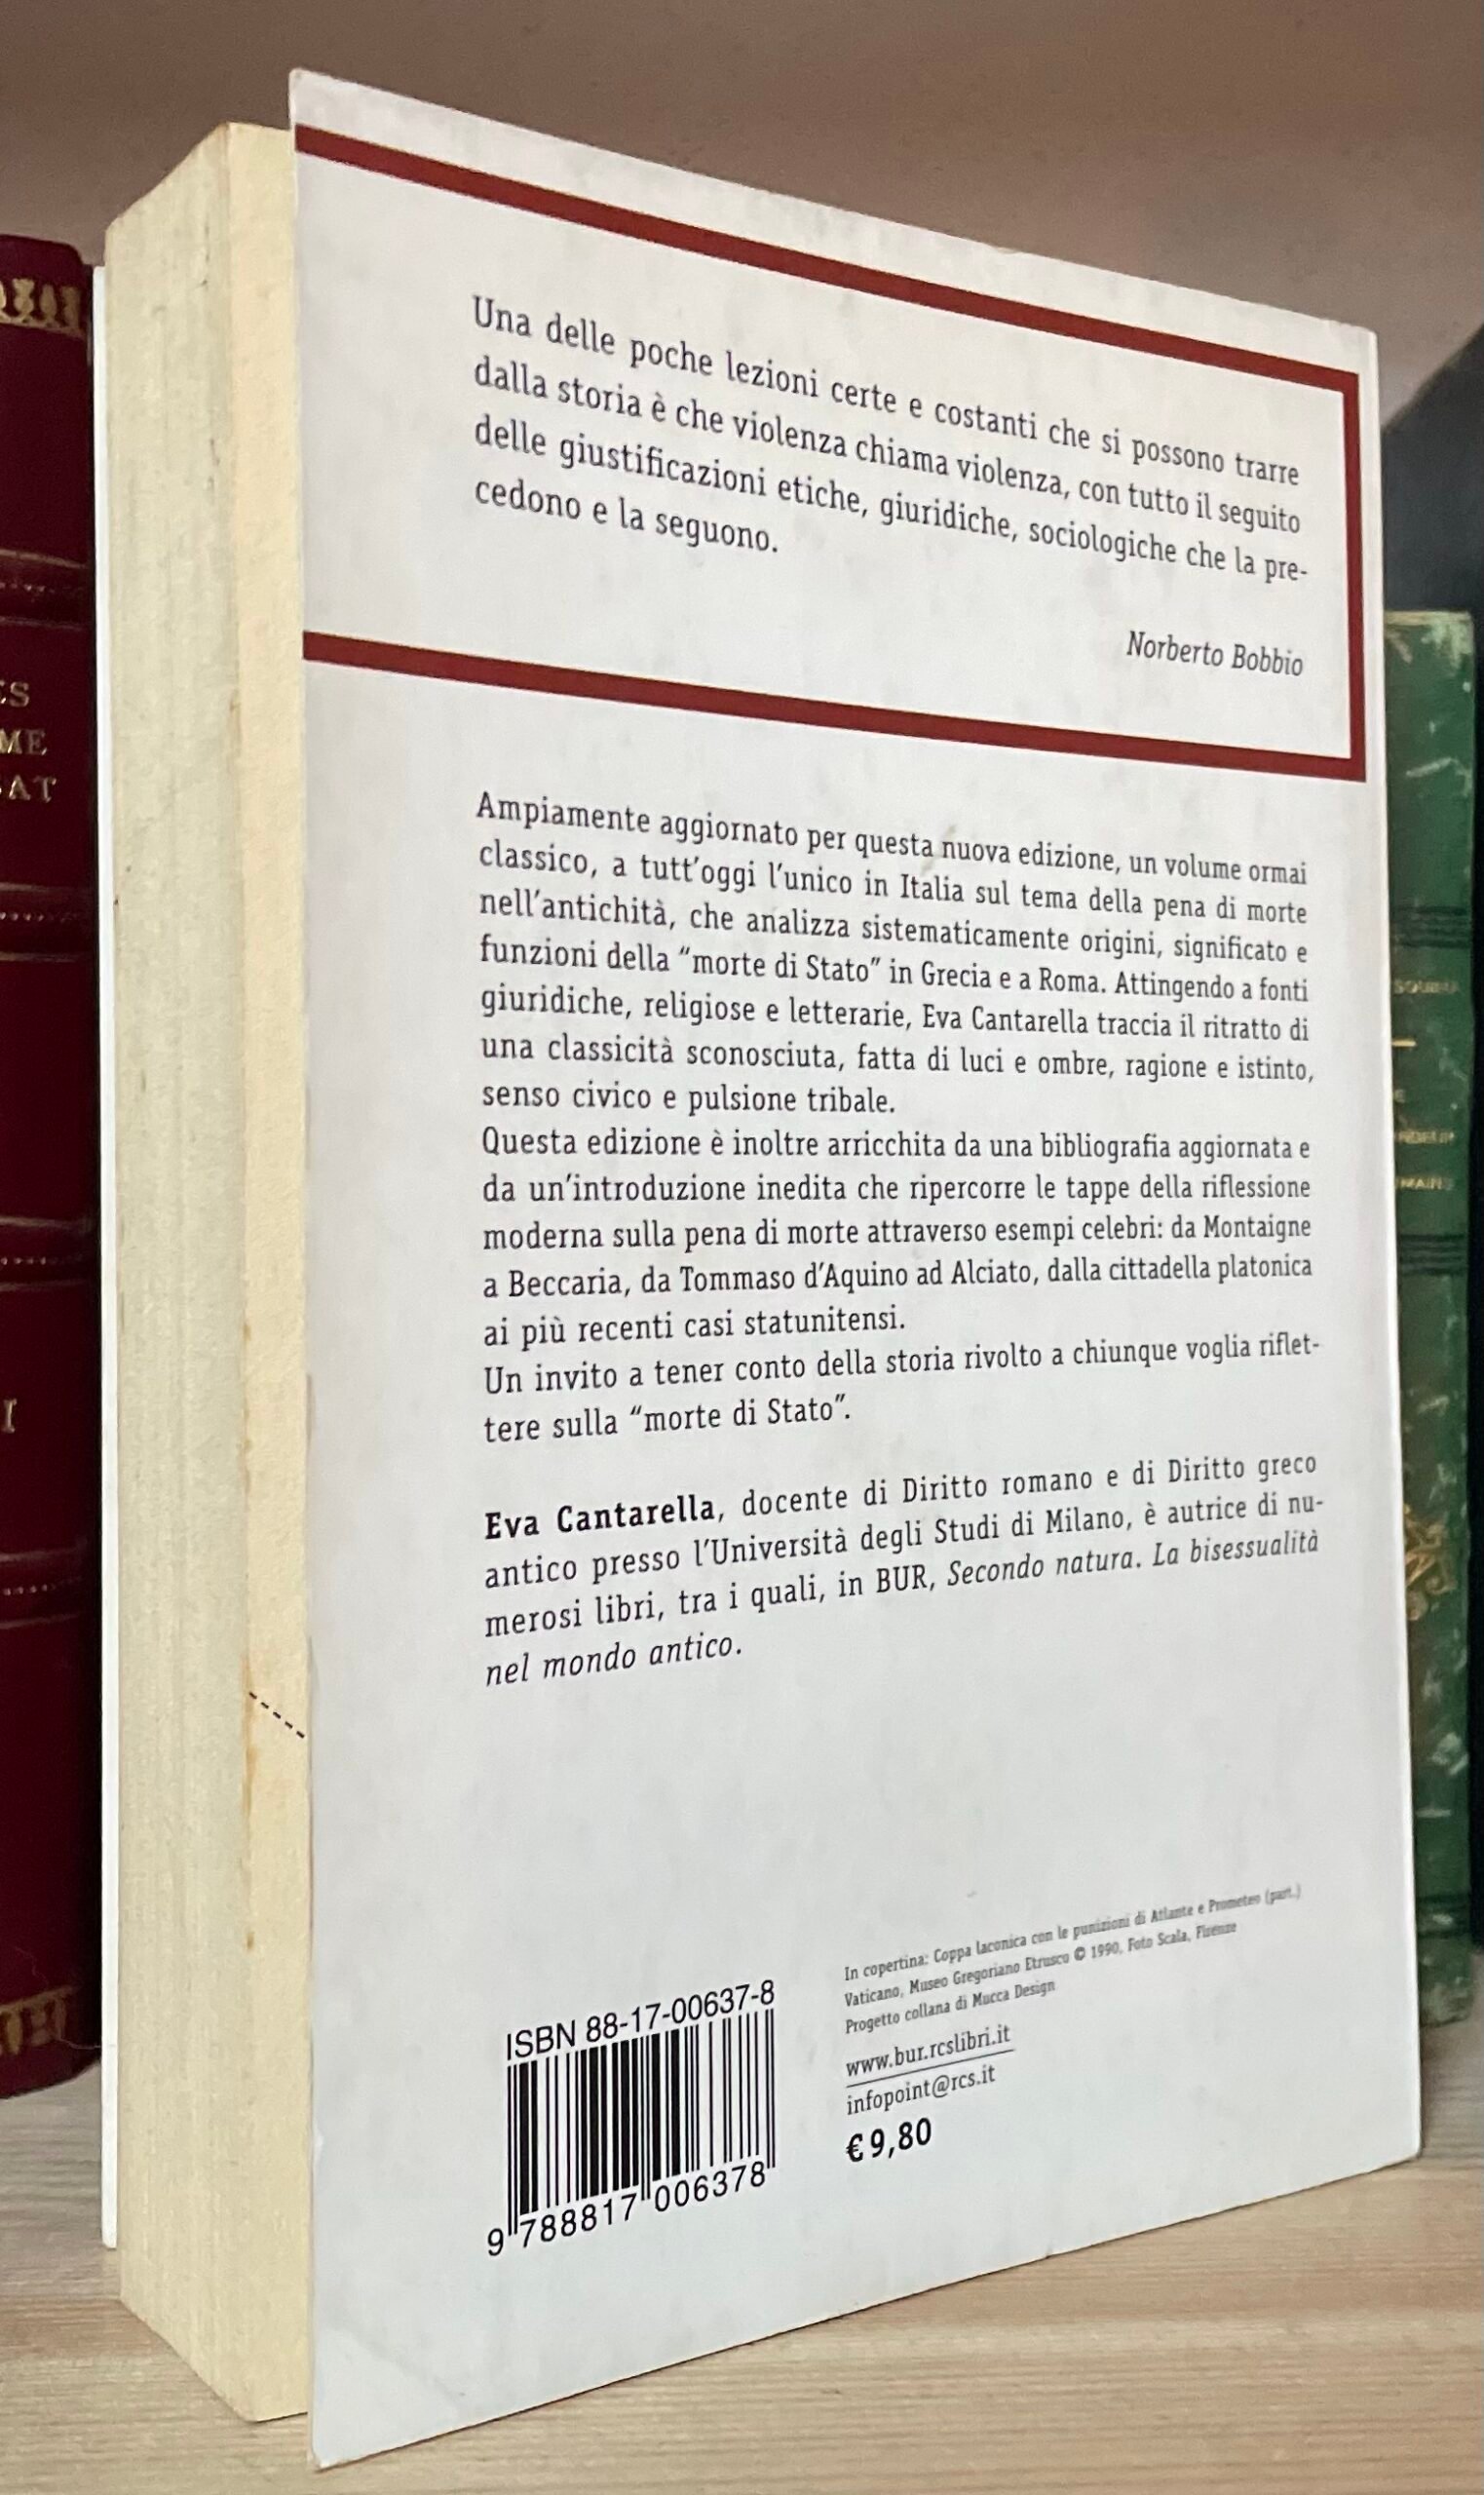 Una delle poche lezioni certe e costanti che si possono trarre
dalla storia è che violenza chiama violenza, con tutto il seguito
delle giustificazioni etiche, giuridiche, sociologiche che la pre-
cedono e la seguono.
Norberto Bobbio
Ampiamente aggiornato per questa nuova edizione, un volume ormai
classico, a tutt'oggi l'unico in Italia sul tema della pena di morte
nell'antichità, che analizza sistematicamente origini, significato e
funzioni della “morte di Stato” in Grecia e a Roma. Attingendo a fonti
giuridiche, religiose e letterarie, Eva Cantarella traccia il ritratto di
una classicità sconosciuta, fatta di luci e ombre, ragione e istinto,
senso civico e pulsione tribale.
Questa edizione è inoltre arricchita da una bibliografia aggiornata e
da un'introduzione inedita che ripercorre le tappe della riflessione
moderna sulla pena di morte attraverso esempi celebri: da Montaigne
a Beccaria, da Tommaso d'Aquino ad Alciato, dalla cittadella platonica
ai più recenti casi statunitensi.
Un invito a tener conto della storia rivolto a chiunque voglia riflet-
tere sulla “morte di Stato”.
Eva Cantarella, docente di Diritto romano e di Diritto greco
antico presso l'Università degli Studi di Milano, è autrice di nu-
merosi libri, tra i quali, in BUR, Secondo natura. La bisessualità
nel mondo antico.
In copertina: Coppa laconica con le punizioni di Atlante e Prometeo (part.)
Vaticano, Museo Gregoriano Etrusco © 1990, Foto Scala, Firenze
Progetto collana di Mucca Design
www.bur.rcslibri.it
infopoint@rcs.it
€ 9,80
ISBN 88-17-00637-8
9 788817 006378
ES
ME
SAT
I